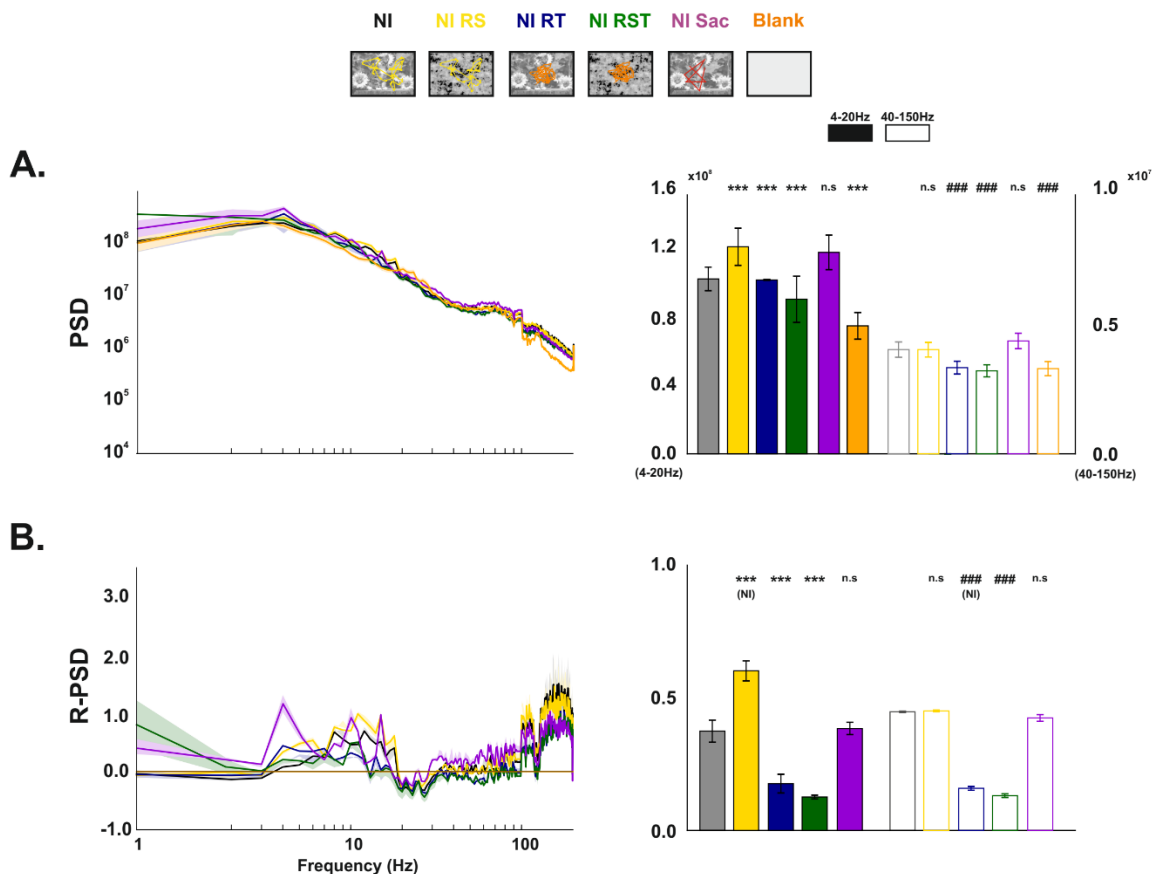 NI NI RS NI RT NI RST NI Sac Blank
4-20Hz 40-150Hz
A.
x10⁸ x10⁷
*** *** *** n.s *** n.s ### ### n.s ###
PSD
10⁸
10⁷
10⁶
10⁵
10⁴
1.6
1.2
0.8
0.4
0.0
(4-20Hz)
1.0
0.5
0.0
(40-150Hz)
B.
R-PSD
3.0
2.0
1.0
0.0
-1.0
1 10 100
Frequency (Hz)
1.0
0.5
0.0
*** *** *** n.s n.s ### ### n.s
(NI) (NI)